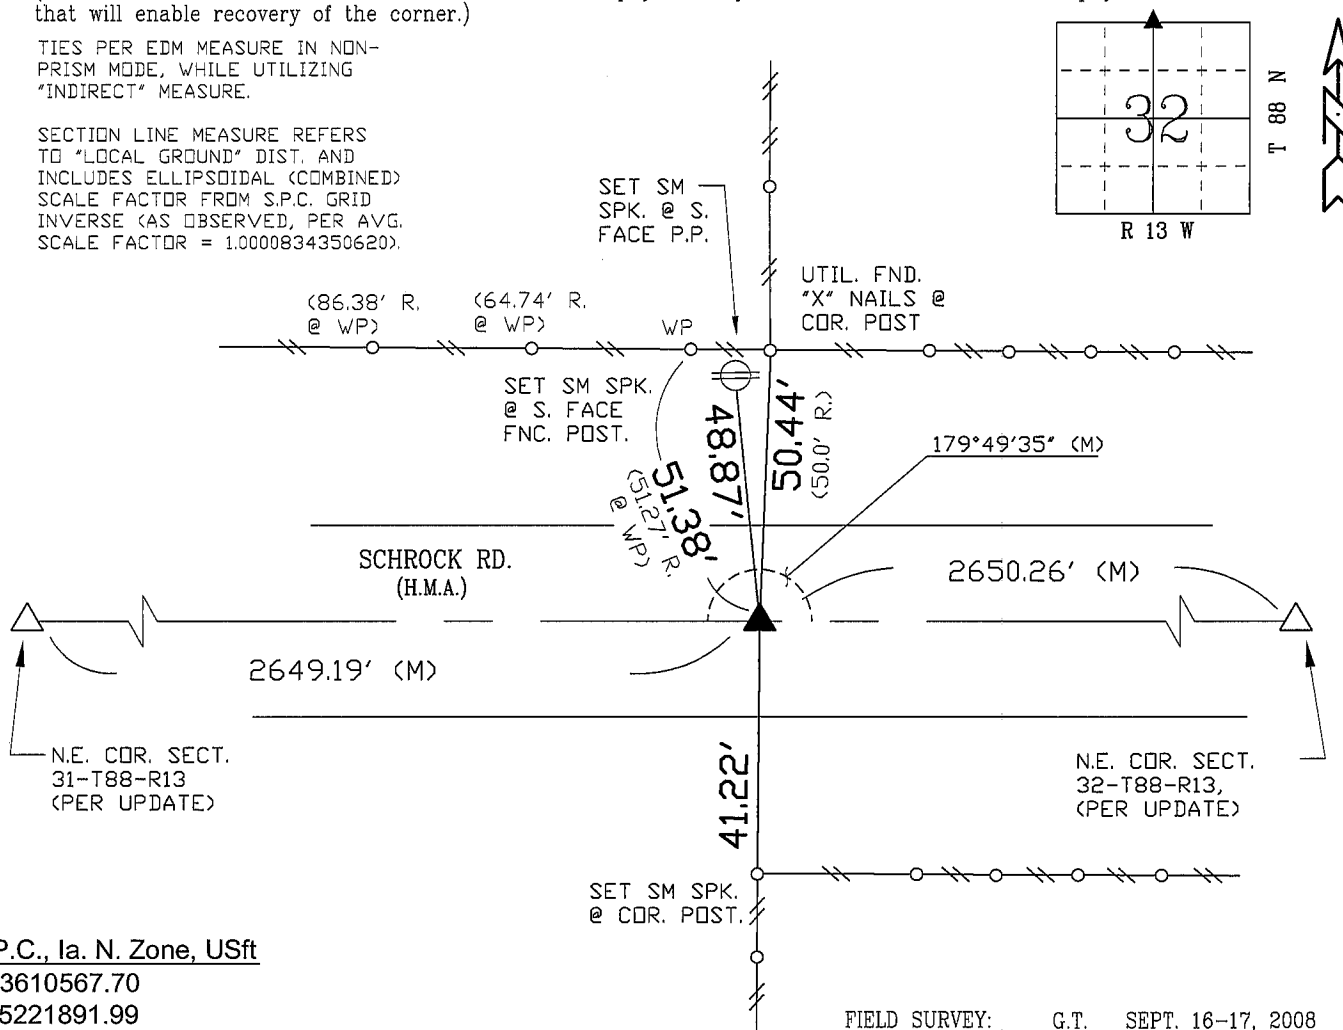 that will enable recovery of the corner.)
TIES PER EDM MEASURE IN NON-
PRISM MODE, WHILE UTILIZING
"INDIRECT" MEASURE.
SECTION LINE MEASURE REFERS
TO "LOCAL GROUND" DIST. AND
INCLUDES ELLIPSOIDAL (COMBINED)
SCALE FACTOR FROM S.P.C. GRID
INVERSE (AS OBSERVED, PER AVG.
SCALE FACTOR = 1.0000834350620).
32
T 88 N
R 13 W
SET SM
SPK. @ S.
FACE P.P.
UTIL. FND.
"X" NAILS @
COR. POST
(86.38' R.
@ WP)
(64.74' R.
@ WP)
WP
SET SM SPK.
@ S. FACE
FNC. POST.
51.38'
(51.27' R.
@ WP)
48.87'
50.44'
(50.0' R.)
179°49'35" (M)
SCHROCK RD.
(H.M.A.)
2650.26' (M)
2649.19' (M)
N.E. COR. SECT.
31-T88-R13
(PER UPDATE)
N.E. COR. SECT.
32-T88-R13,
(PER UPDATE)
41.22'
SET SM SPK.
@ COR. POST.
P.C., Ia. N. Zone, USft
3610567.70
5221891.99
FIELD SURVEY: G.T. SEPT. 16-17, 2008